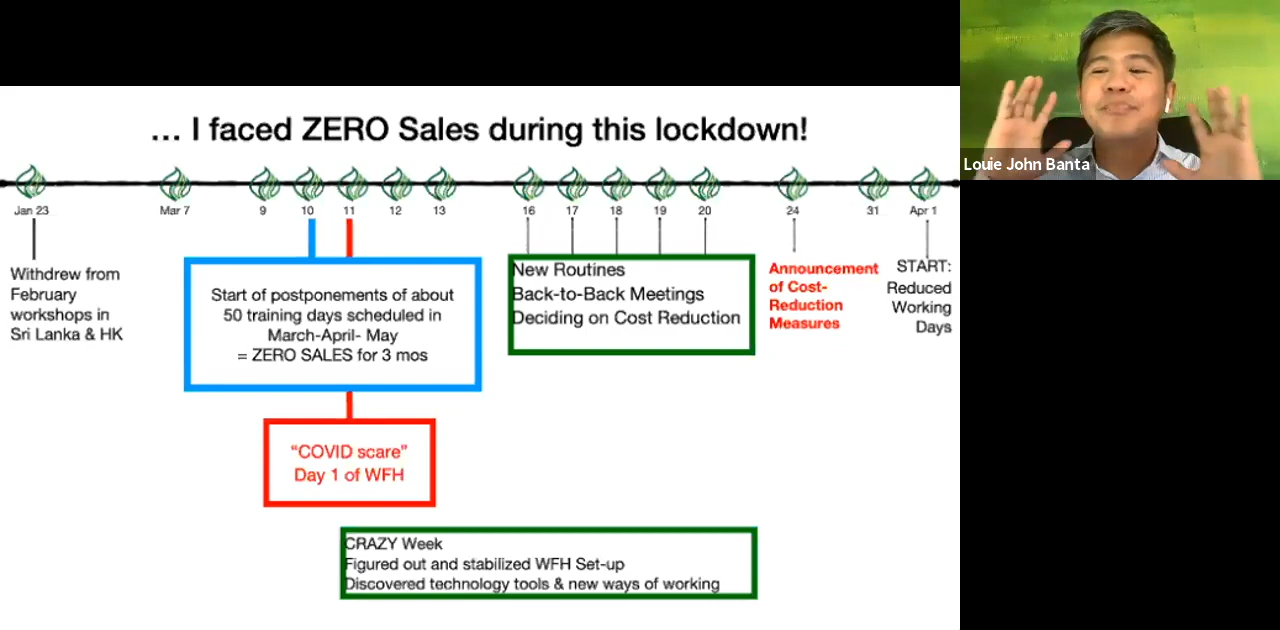 ... I faced ZERO Sales during this lockdown!
Louie John Banta
Jan 23
Mar 7
9
10
11
12
13
16
17
18
19
20
24
31
Apr 1
Withdrew from
February
workshops in
Sri Lanka & HK
Start of postponements of about
50 training days scheduled in
March-April- May
= ZERO SALES for 3 mos
New Routines
Back-to-Back Meetings
Deciding on Cost Reduction
Announcement
of Cost-
Reduction
Measures
START:
Reduced
Working
Days
“COVID scare”
Day 1 of WFH
CRAZY Week
Figured out and stabilized WFH Set-up
Discovered technology tools & new ways of working